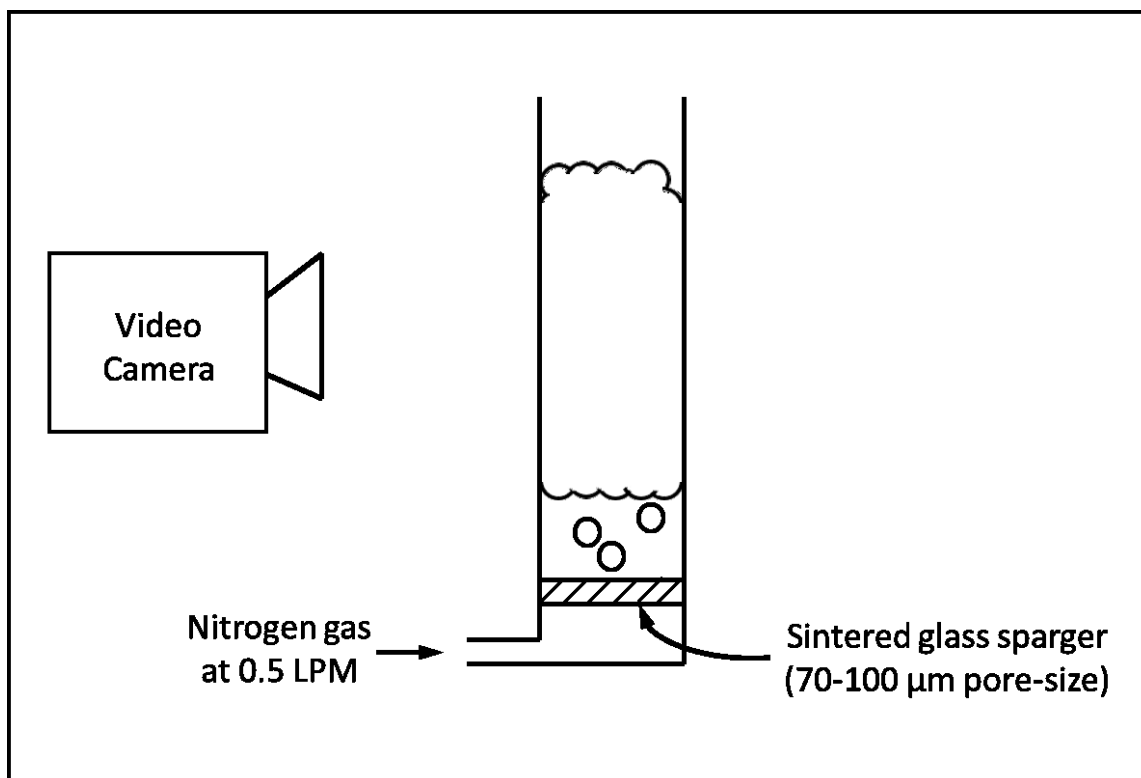 Video
Camera
Nitrogen gas
at 0.5 LPM
Sintered glass sparger
(70-100 µm pore-size)